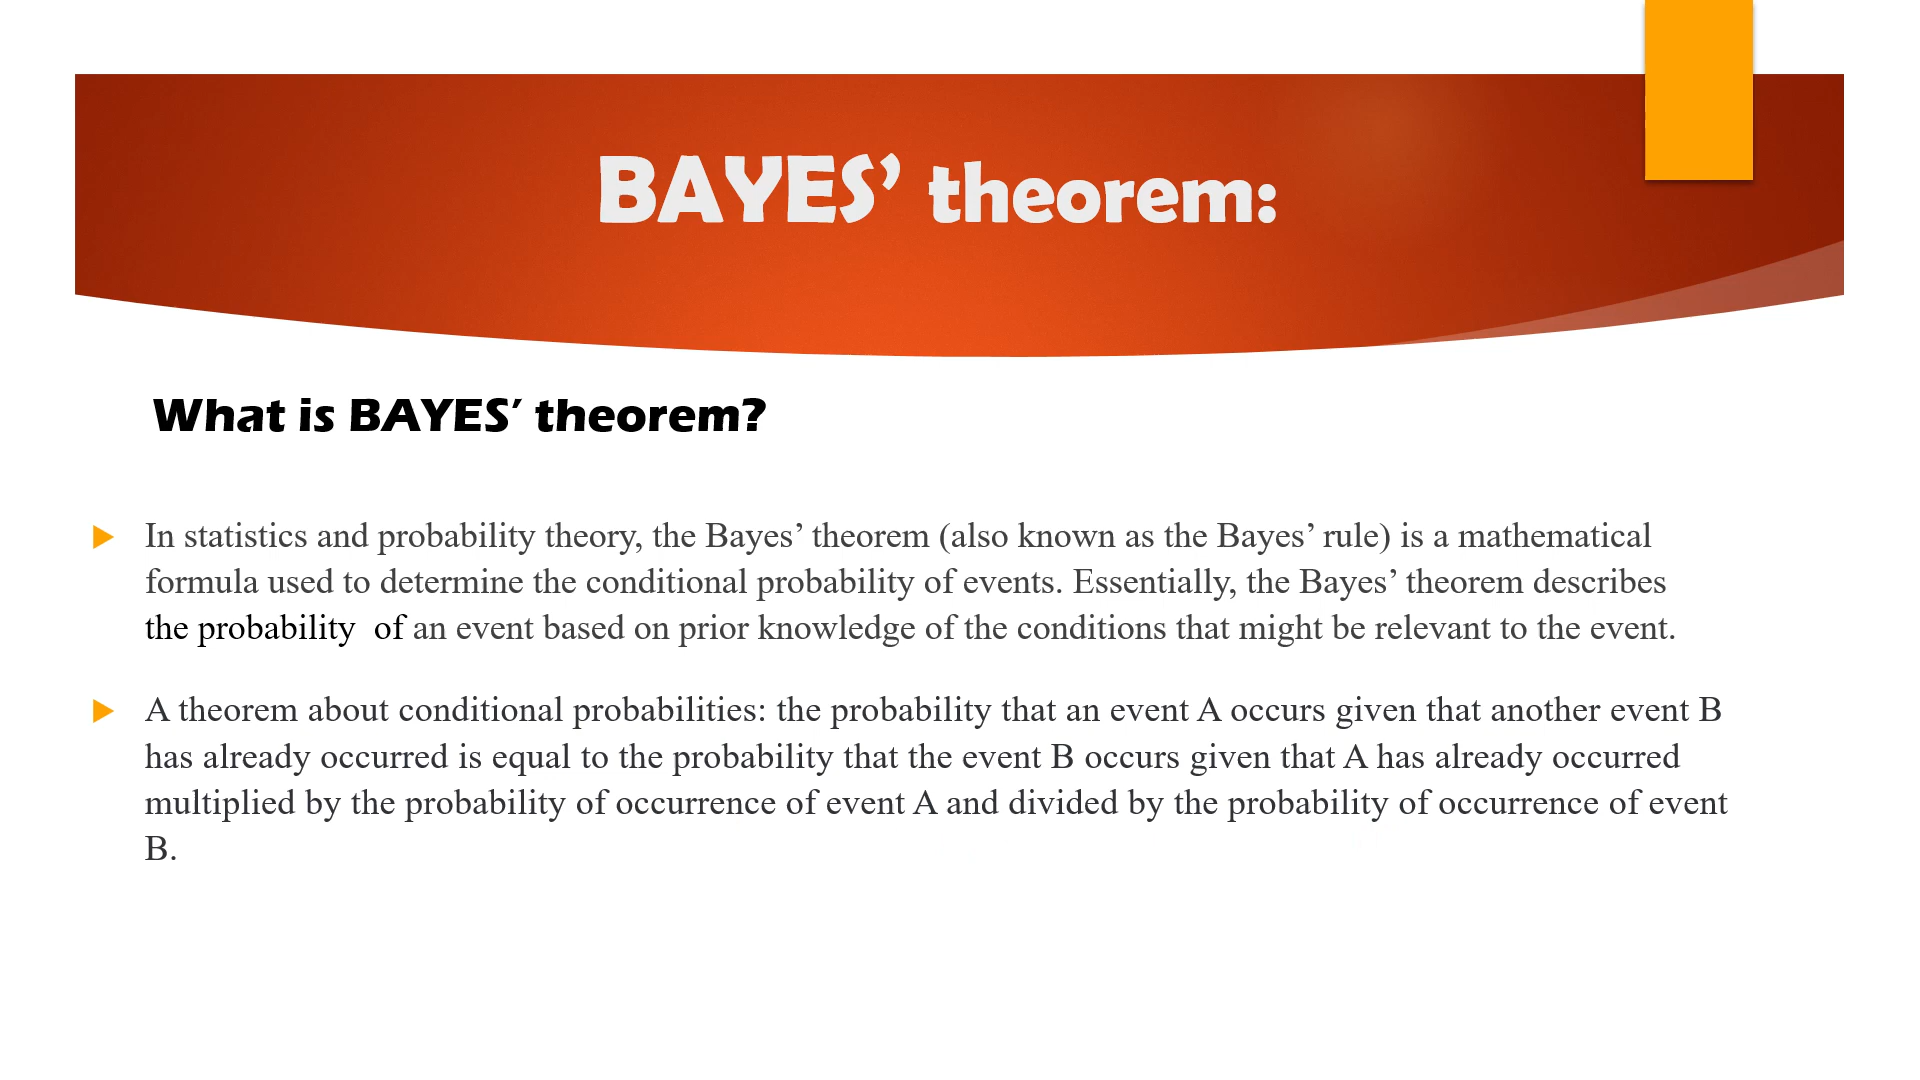 BAYES’ theorem:
What is BAYES’ theorem?
In statistics and probability theory, the Bayes’ theorem (also known as the Bayes’ rule) is a mathematical
formula used to determine the conditional probability of events. Essentially, the Bayes’ theorem describes
the probability  of an event based on prior knowledge of the conditions that might be relevant to the event.
A theorem about conditional probabilities: the probability that an event A occurs given that another event B
has already occurred is equal to the probability that the event B occurs given that A has already occurred
multiplied by the probability of occurrence of event A and divided by the probability of occurrence of event
B.